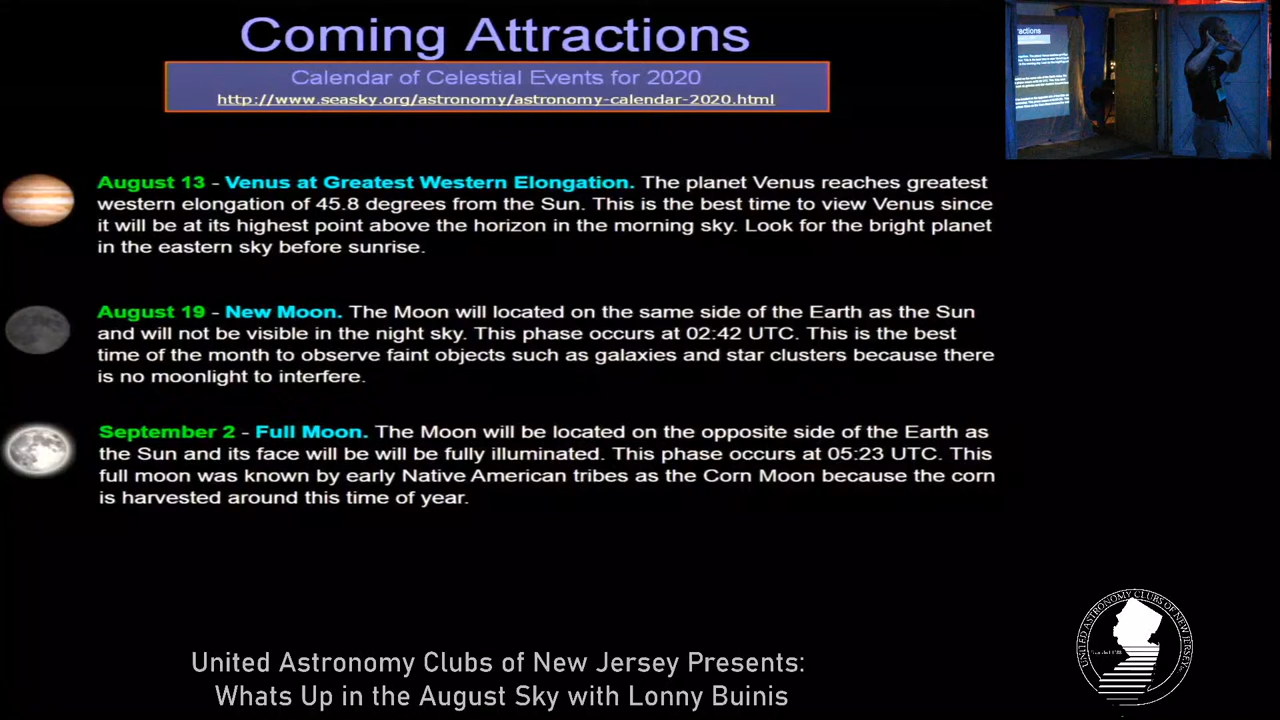 Coming Attractions
Calendar of Celestial Events for 2020
http://www.seasky.org/astronomy/astronomy-calendar-2020.html
August 13 - Venus at Greatest Western Elongation. The planet Venus reaches greatest
western elongation of 45.8 degrees from the Sun. This is the best time to view Venus since
it will be at its highest point above the horizon in the morning sky. Look for the bright planet
in the eastern sky before sunrise.
August 19 - New Moon. The Moon will located on the same side of the Earth as the Sun
and will not be visible in the night sky. This phase occurs at 02:42 UTC. This is the best
time of the month to observe faint objects such as galaxies and star clusters because there
is no moonlight to interfere.
September 2 - Full Moon. The Moon will be located on the opposite side of the Earth as
the Sun and its face will be will be fully illuminated. This phase occurs at 05:23 UTC. This
full moon was known by early Native American tribes as the Corn Moon because the corn
is harvested around this time of year.
United Astronomy Clubs of New Jersey Presents:
Whats Up in the August Sky with Lonny Buinis
UNITED ASTRONOMY CLUBS OF NEW JERSEY